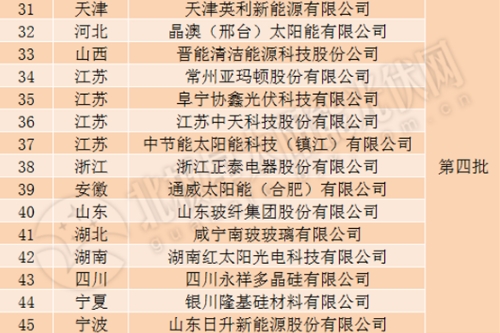 31 天津 天津英利新能源有限公司
32 河北 晶澳（邢台）太阳能有限公司
33 山西 晋能清洁能源科技股份公司
34 江苏 常州亚玛顿股份有限公司
35 江苏 阜宁协鑫光伏科技有限公司
36 江苏 江苏中天科技股份有限公司
37 江苏 中节能太阳能科技（镇江）有限公司
38 浙江 浙江正泰电器股份有限公司
第四批
39 安徽 通威太阳能（合肥）有限公司
40 山东 山东玻纤集团股份有限公司
41 湖北 咸宁南玻玻璃有限公司
42 湖南 湖南红太阳光电科技有限公司
43 四川 四川永祥多晶硅有限公司
44 宁夏 银川隆基硅材料有限公司
45 宁波 山东日升新能源股份有限公司